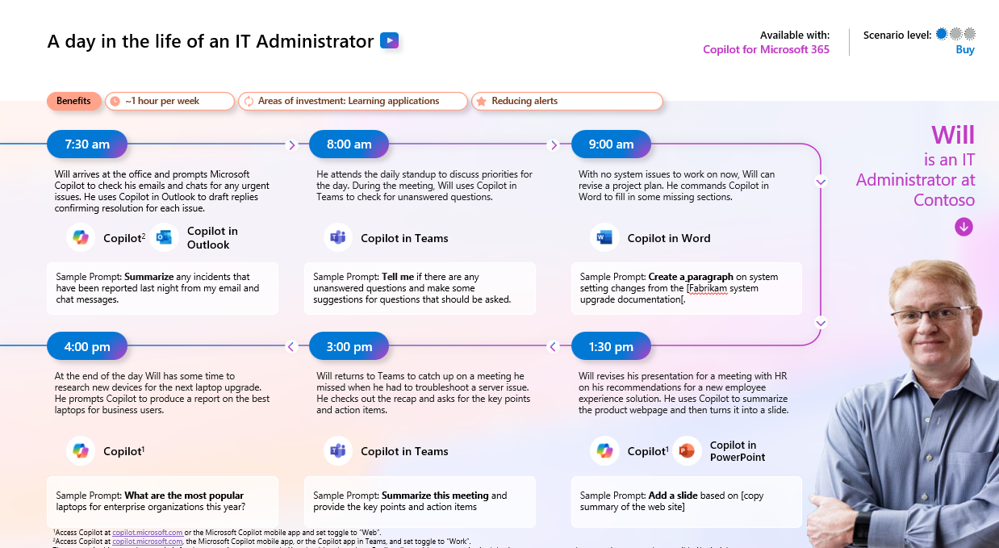 A day in the life of an IT Administrator
Available with:
Copilot for Microsoft 365
Scenario level:
Buy
Benefits
~1 hour per week
Areas of investment: Learning applications
Reducing alerts
Will
is an IT
Administrator at
Contoso
7:30 am
Will arrives at the office and prompts Microsoft
Copilot to check his emails and chats for any urgent
issues. He uses Copilot in Outlook to draft replies
confirming resolution for each issue.
Copilot²
Copilot in
Outlook
Sample Prompt: Summarize any incidents that
have been reported last night from my email and
chat messages.
8:00 am
He attends the daily standup to discuss priorities for
the day. During the meeting, Will uses Copilot in
Teams to check for unanswered questions.
Copilot in Teams
Sample Prompt: Tell me if there are any
unanswered questions and make some
suggestions for questions that should be asked.
9:00 am
With no system issues to work on now, Will can
revise a project plan. He commands Copilot in
Word to fill in some missing sections.
Copilot in Word
Sample Prompt: Create a paragraph on system
setting changes from the [Fabrikam system
upgrade documentation[.
1:30 pm
Will revises his presentation for a meeting with HR
on his recommendations for a new employee
experience solution. He uses Copilot to summarize
the product webpage and then turns it into a slide.
Copilot¹
Copilot in
PowerPoint
Sample Prompt: Add a slide based on [copy
summary of the web site]
3:00 pm
Will returns to Teams to catch up on a meeting he
missed when he had to troubleshoot a server issue.
He checks out the recap and asks for the key points
and action items.
Copilot in Teams
Sample Prompt: Summarize this meeting and
provide the key points and action items
4:00 pm
At the end of the day Will has some time to
research new devices for the next laptop upgrade.
He prompts Copilot to produce a report on the best
laptops for business users.
Copilot¹
Sample Prompt: What are the most popular
laptops for enterprise organizations this year?
¹Access Copilot at copilot.microsoft.com or the Microsoft Copilot mobile app and set toggle to “Web”.
²Access Copilot at copilot.microsoft.com, the Microsoft Copilot mobile app, or the Copilot app in Teams, and set toggle to “Work”.